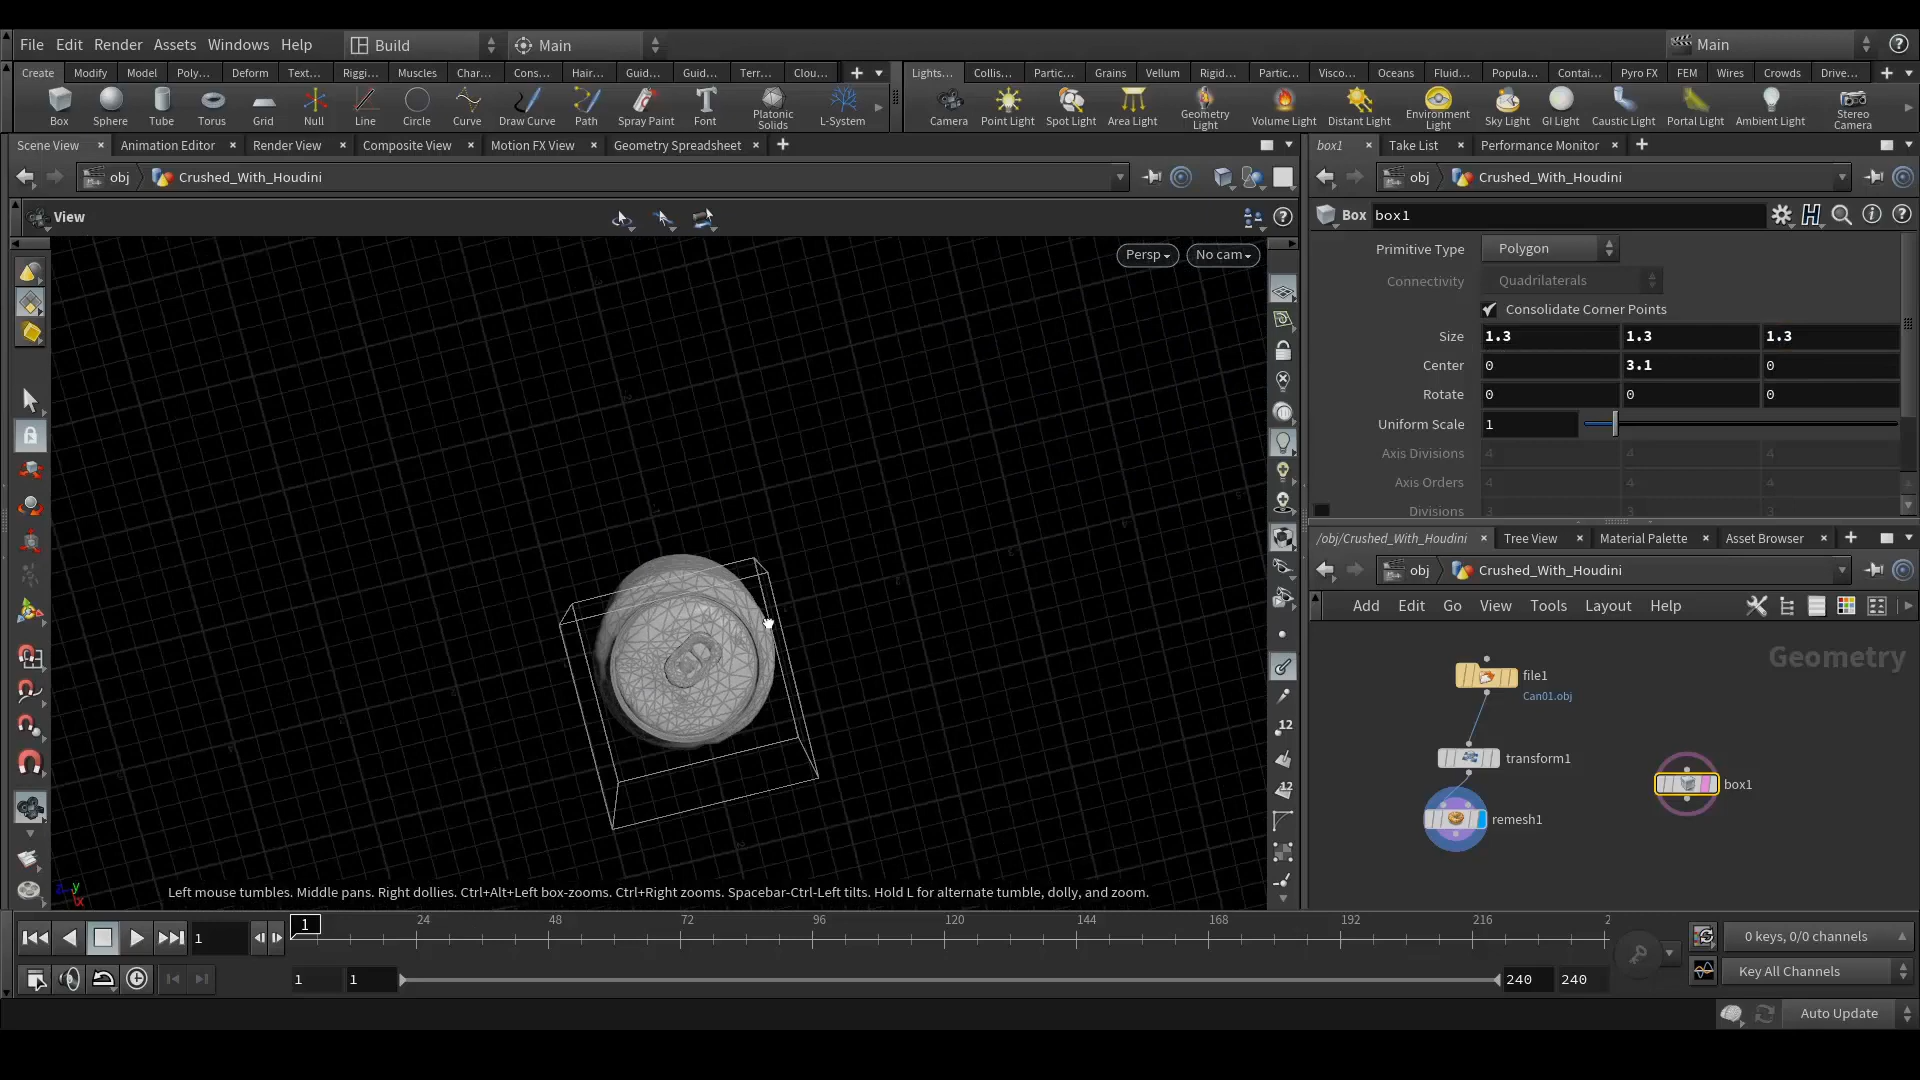 File Edit Render Assets Windows Help Build Main Main
Create Modify Model Poly... Deform Text... Riggi... Muscles Char... Cons... Hair... Guid... Guid... Terr... Clou... Lights... Collis... Partic... Grains Vellum Rigid... Partic... Visco... Oceans Fluid... Popula... Contai... Pyro FX FEM Wires Crowds Drive...
Box Sphere Tube Torus Grid Null Line Circle Curve Draw Curve Path Spray Paint Font Platonic Solids L-System Camera Point Light Spot Light Area Light Geometry Light Volume Light Distant Light Environment Light Sky Light GI Light Caustic Light Portal Light Ambient Light Stereo Camera
Scene View Animation Editor Render View Composite View Motion FX View Geometry Spreadsheet box1 Take List Performance Monitor
obj Crushed_With_Houdini obj Crushed_With_Houdini
View Box box1
Persp No cam Primitive Type Polygon
Connectivity Quadrilaterals
Consolidate Corner Points
Size 1.3 1.3 1.3
Center 0 3.1 0
Rotate 0 0 0
Uniform Scale 1
Axis Divisions 4 4 4
Axis Orders 4 4 4
Divisions 3 3 3
/obj/Crushed_With_Houdini Tree View Material Palette Asset Browser
obj Crushed_With_Houdini
Add Edit Go View Tools Layout Help
Geometry
file1
Can01.obj
transform1
box1
remesh1
12
12
y
Left mouse tumbles. Middle pans. Right dollies. Ctrl+Alt+Left box-zooms. Ctrl+Right zooms. Spacebar-Ctrl-Left tilts. Hold L for alternate tumble, dolly, and zoom.
1 1 24 48 72 96 120 144 168 192 216 2 0 keys, 0/0 channels
1 1 240 240 Key All Channels
Auto Update